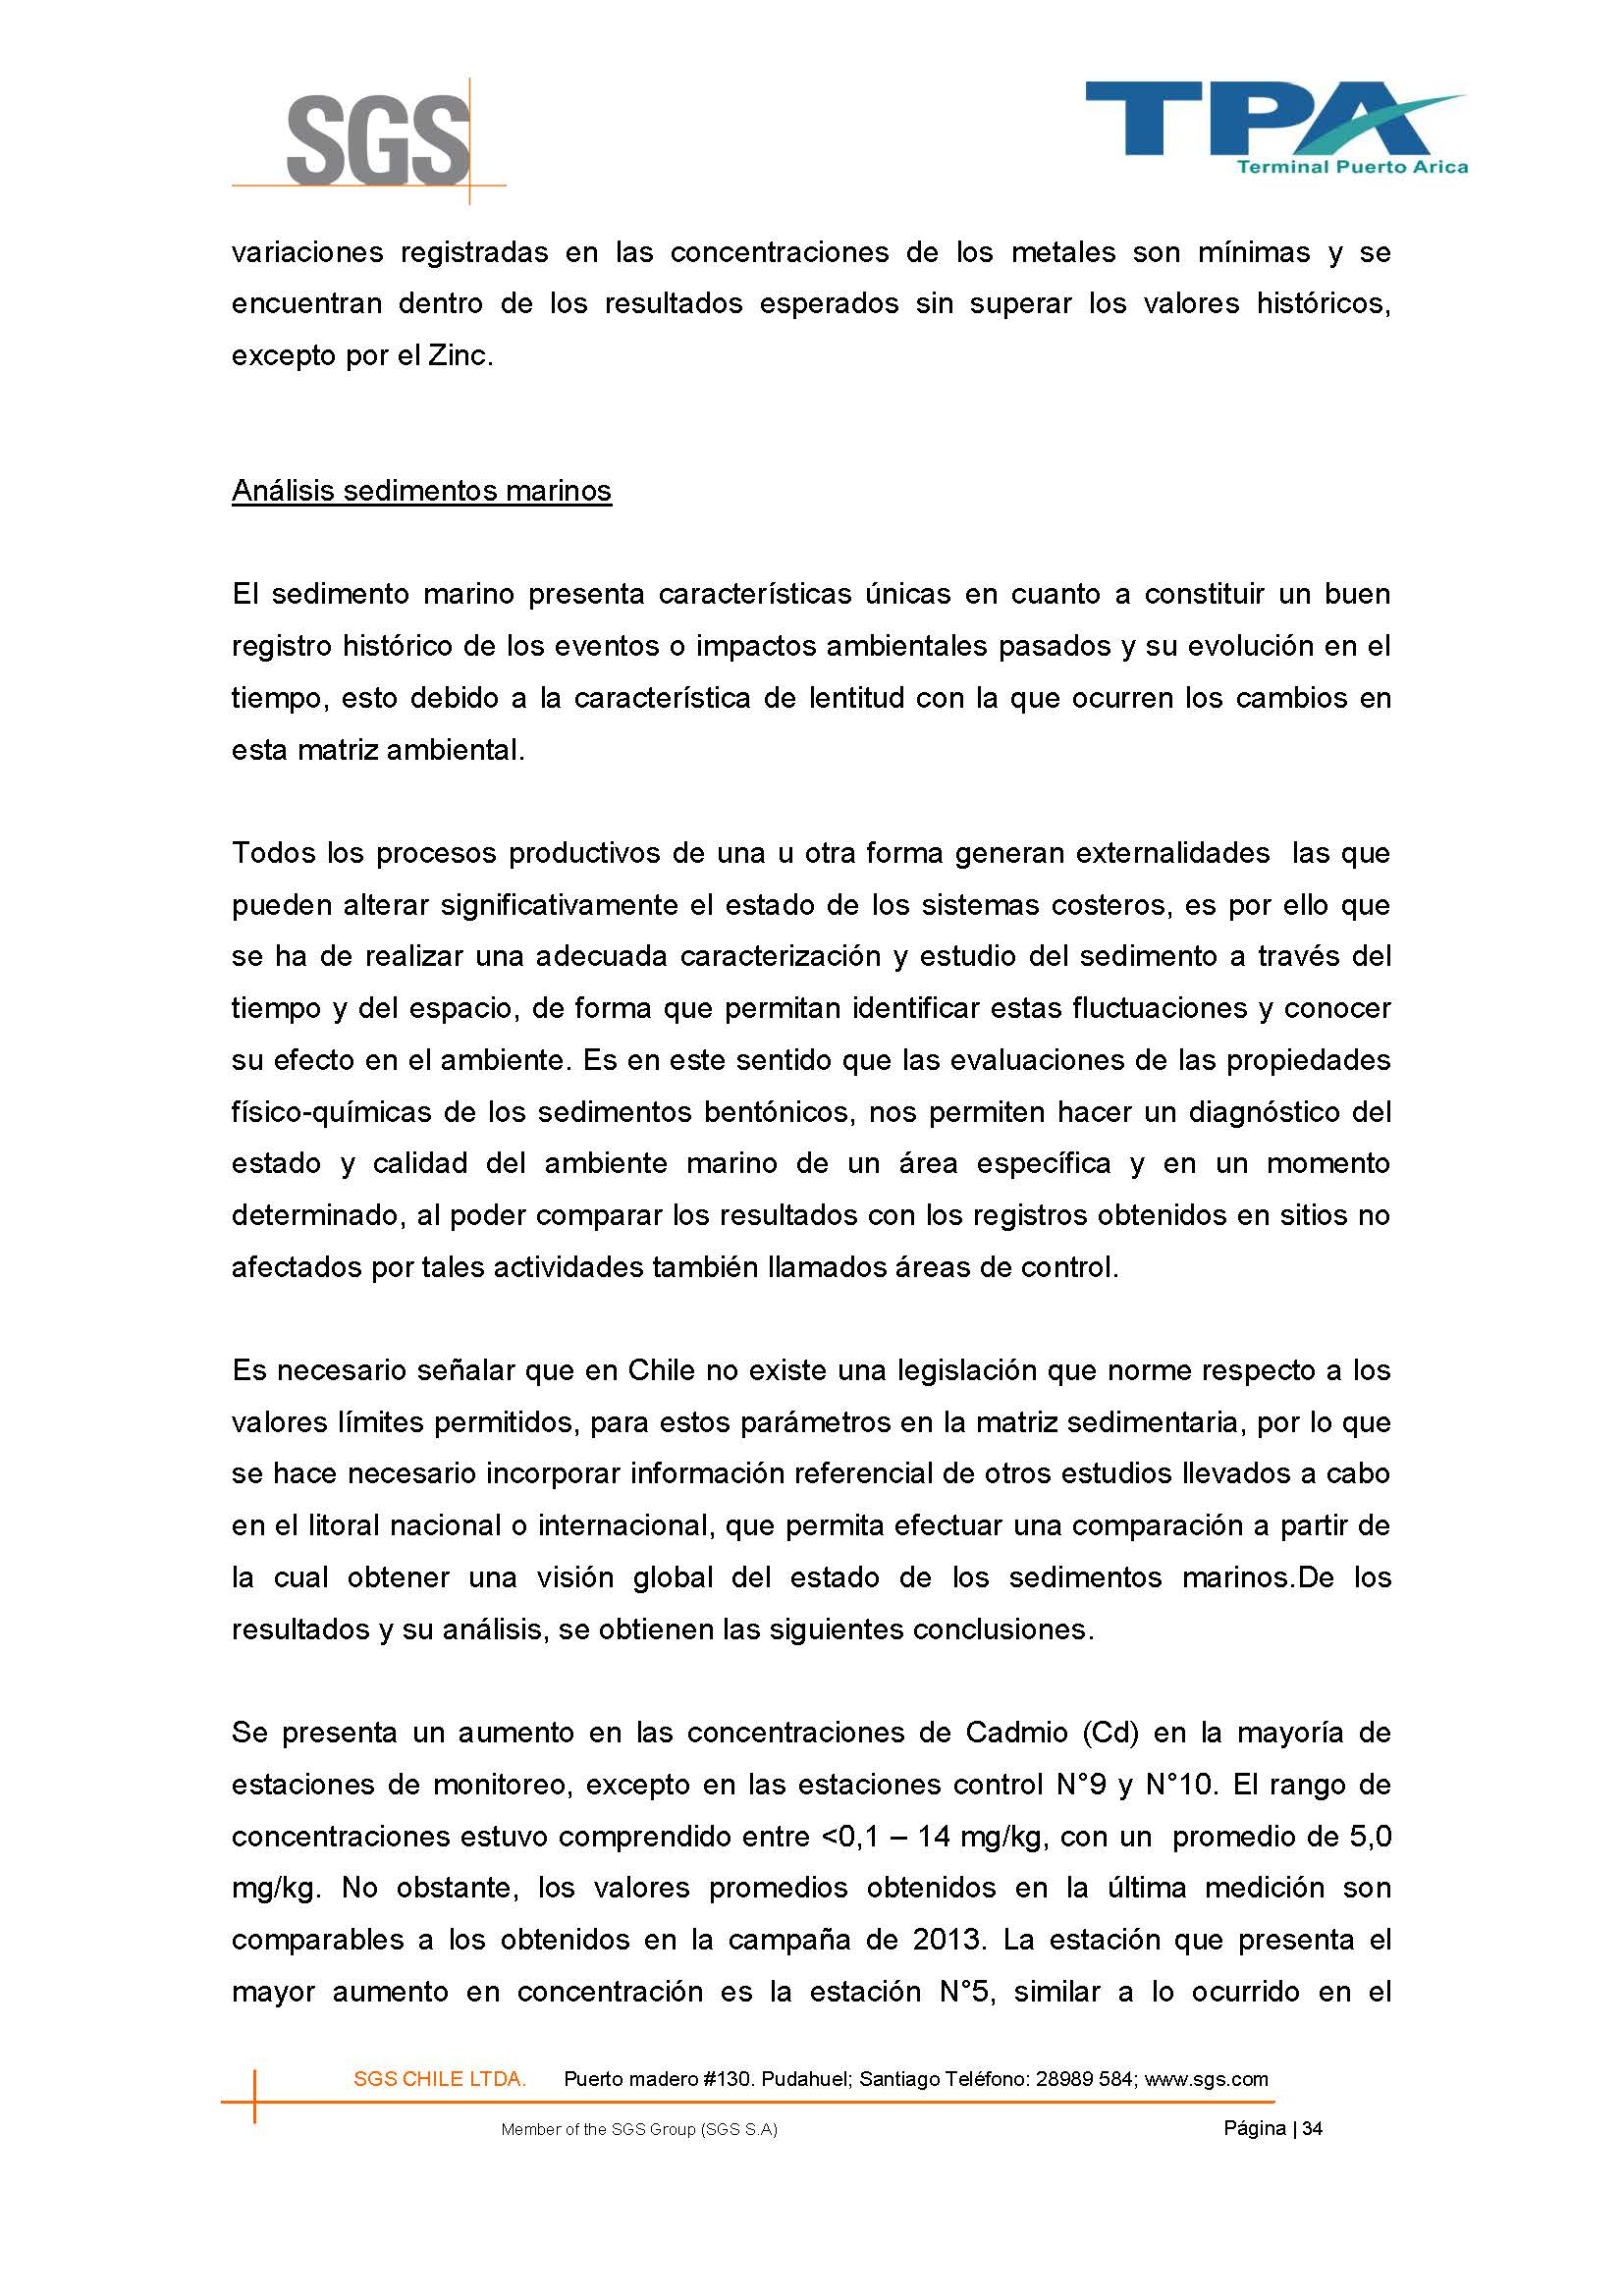 SGS
TPA
Terminal Puerto Arica
variaciones registradas en las concentraciones de los metales son mínimas y se
encuentran dentro de los resultados esperados sin superar los valores históricos,
excepto por el Zinc.
Análisis sedimentos marinos
El sedimento marino presenta características únicas en cuanto a constituir un buen
registro histórico de los eventos o impactos ambientales pasados y su evolución en el
tiempo, esto debido a la característica de lentitud con la que ocurren los cambios en
esta matriz ambiental.
Todos los procesos productivos de una u otra forma generan externalidades  las que
pueden alterar significativamente el estado de los sistemas costeros, es por ello que
se ha de realizar una adecuada caracterización y estudio del sedimento a través del
tiempo y del espacio, de forma que permitan identificar estas fluctuaciones y conocer
su efecto en el ambiente. Es en este sentido que las evaluaciones de las propiedades
físico-químicas de los sedimentos bentónicos, nos permiten hacer un diagnóstico del
estado y calidad del ambiente marino de un área específica y en un momento
determinado, al poder comparar los resultados con los registros obtenidos en sitios no
afectados por tales actividades también llamados áreas de control.
Es necesario señalar que en Chile no existe una legislación que norme respecto a los
valores límites permitidos, para estos parámetros en la matriz sedimentaria, por lo que
se hace necesario incorporar información referencial de otros estudios llevados a cabo
en el litoral nacional o internacional, que permita efectuar una comparación a partir de
la cual obtener una visión global del estado de los sedimentos marinos.De los
resultados y su análisis, se obtienen las siguientes conclusiones.
Se presenta un aumento en las concentraciones de Cadmio (Cd) en la mayoría de
estaciones de monitoreo, excepto en las estaciones control N°9 y N°10. El rango de
concentraciones estuvo comprendido entre <0,1 – 14 mg/kg, con un  promedio de 5,0
mg/kg. No obstante, los valores promedios obtenidos en la última medición son
comparables a los obtenidos en la campaña de 2013. La estación que presenta el
mayor aumento en concentración es la estación N°5, similar a lo ocurrido en el
SGS CHILE LTDA. Puerto madero #130. Pudahuel; Santiago Teléfono: 28989 584; www.sgs.com
Member of the SGS Group (SGS S.A) Página | 34